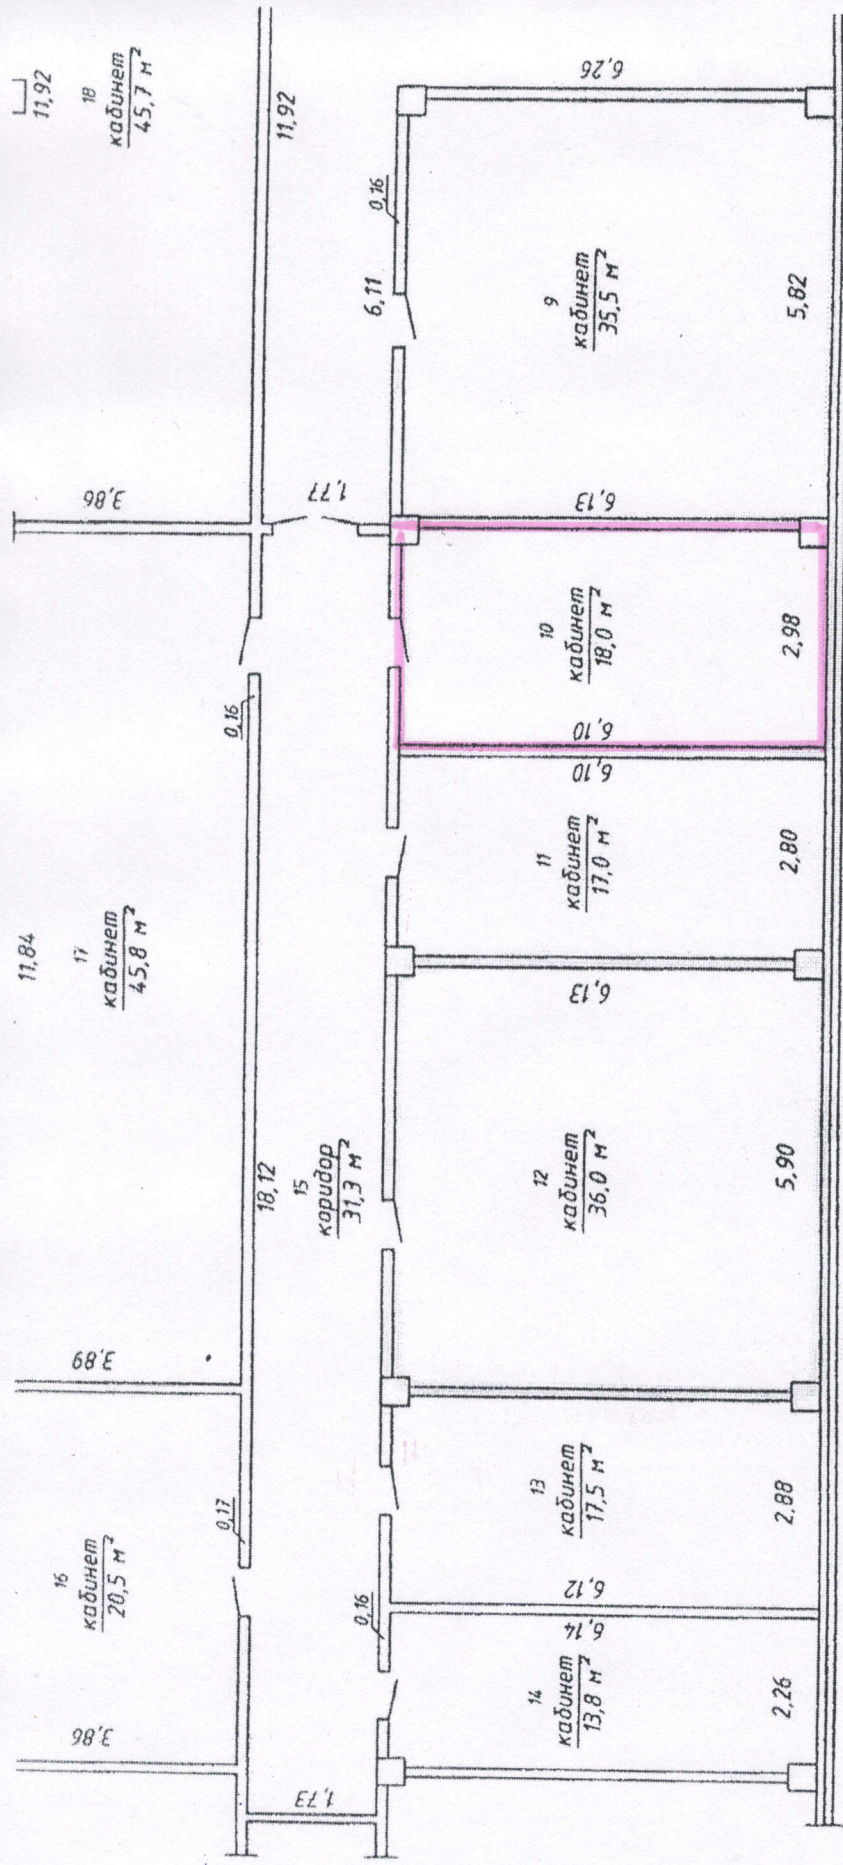 11,92
18
кабинет
45,7 м²
11,92
3,86
1,77
6,11
0,16
6,26
9
кабинет
35,5 м²
5,82
6,13
10
кабинет
18,0 м²
2,98
6,10
6,10
11
кабинет
17,0 м²
2,80
6,13
11,84
17
кабинет
45,8 м²
0,16
18,12
15
коридор
31,3 м²
12
кабинет
36,0 м²
5,90
3,89
0,17
16
кабинет
20,5 м²
3,86
1,73
0,16
13
кабинет
17,5 м²
2,88
6,12
6,14
14
кабинет
13,8 м²
2,26